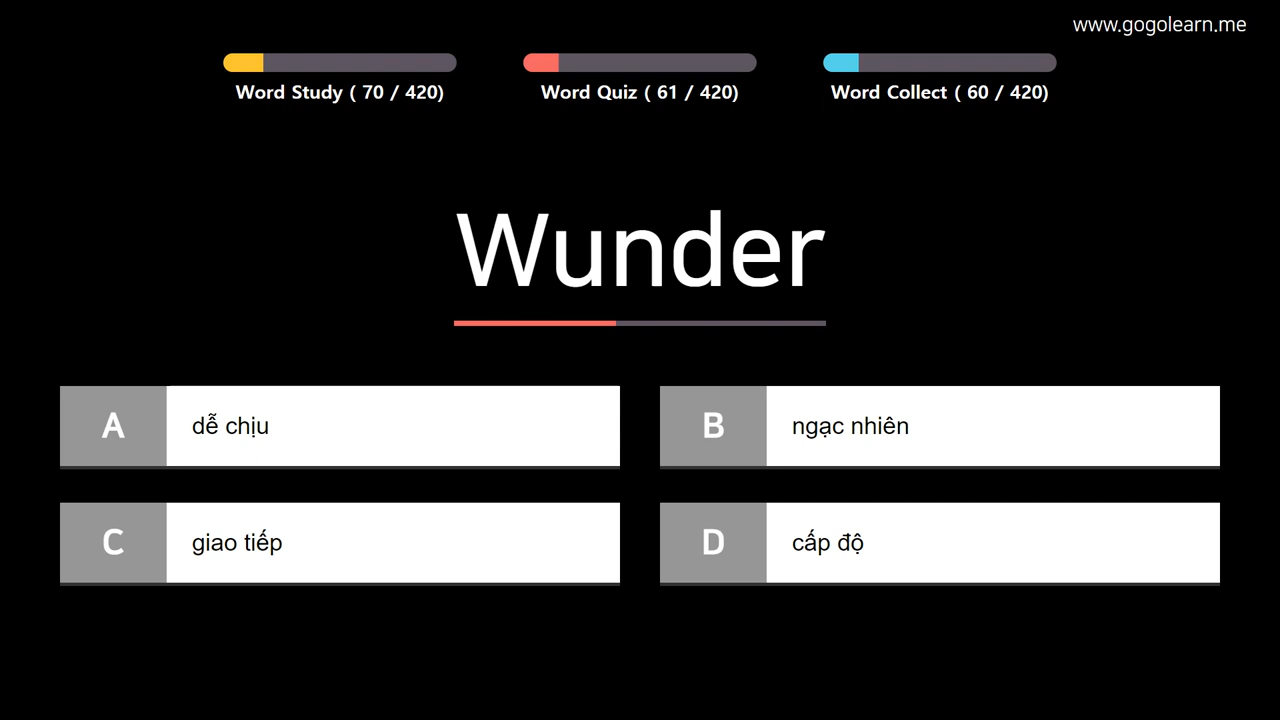 www.gogolearn.me
Word Study ( 70 / 420)
Word Quiz ( 61 / 420)
Word Collect ( 60 / 420)
Wunder
A dễ chịu
B ngạc nhiên
C giao tiếp
D cấp độ